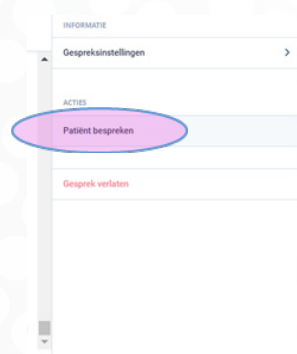 INFORMATIE
Gespreksinstellingen
ACTIES
Patiënt bespreken
Gesprek verlaten